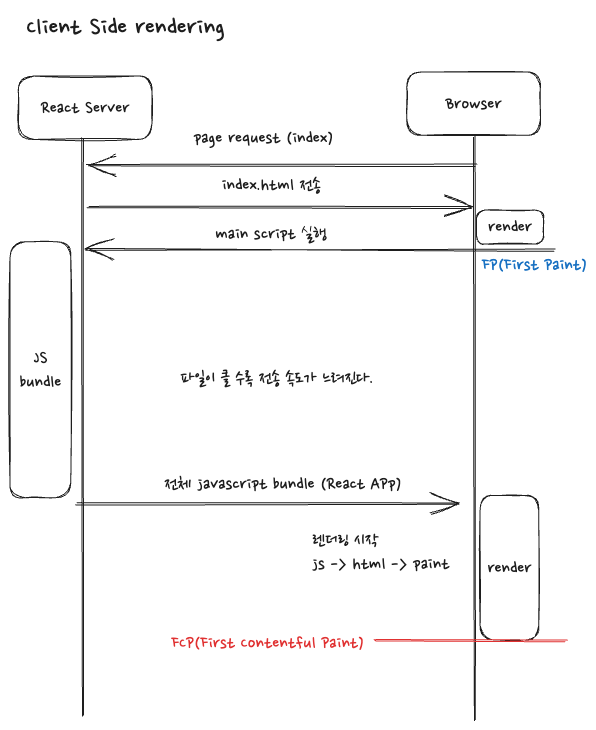 Client Side rendering
React Server
Browser
page request (index)
index.html 전송
render
main script 실행
FP(First Paint)
JS
bundle
파일이 클 수록 전송 속도가 느려진다.
전체 javascript bundle (React App)
렌더링 시작
js -> html -> paint
render
FCP(First Contentful Paint)